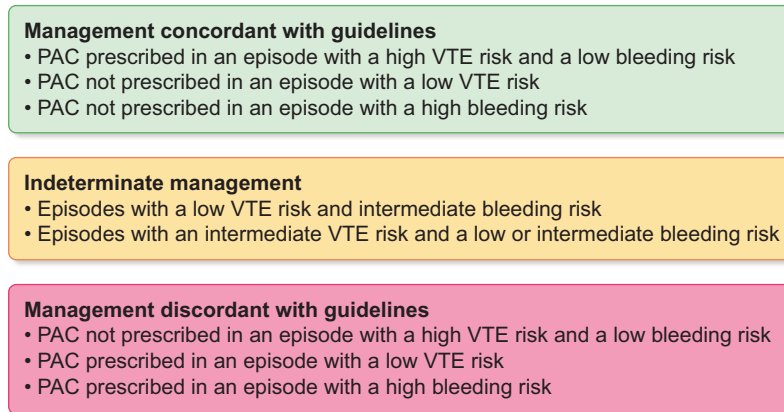 Management concordant with guidelines
• PAC prescribed in an episode with a high VTE risk and a low bleeding risk
• PAC not prescribed in an episode with a low VTE risk
• PAC not prescribed in an episode with a high bleeding risk
Indeterminate management
• Episodes with a low VTE risk and intermediate bleeding risk
• Episodes with an intermediate VTE risk and a low or intermediate bleeding risk
Management discordant with guidelines
• PAC not prescribed in an episode with a high VTE risk and a low bleeding risk
• PAC prescribed in an episode with a low VTE risk
• PAC prescribed in an episode with a high bleeding risk